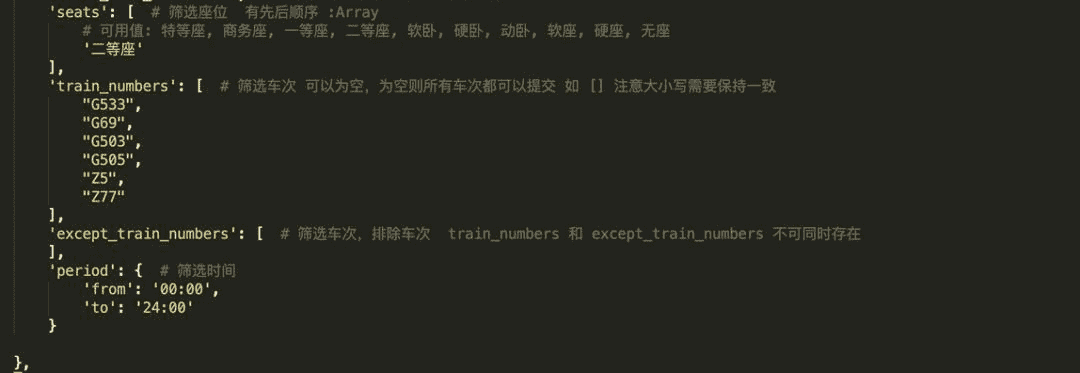 'seats': [  # 筛选座位  有先后顺序 :Array
# 可用值: 特等座, 商务座, 一等座, 二等座, 软卧, 硬卧, 动卧, 软座, 硬座, 无座
'二等座'
],
'train_numbers': [  # 筛选车次 可以为空，为空则所有车次都可以提交 如 [] 注意大小写需要保持一致
"G533",
"G69",
"G503",
"G505",
"Z5",
"Z77"
],
'except_train_numbers': [  # 筛选车次，排除车次  train_numbers 和 except_train_numbers 不可同时存在
],
'period': {  # 筛选时间
'from': '00:00',
'to': '24:00'
}
},